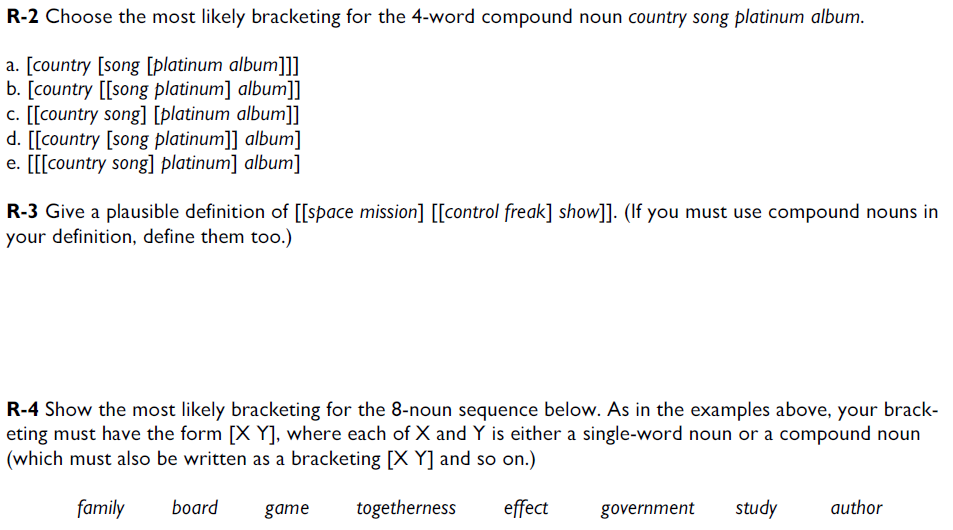 R-2 Choose the most likely bracketing for the 4-word compound noun country song platinum album.
a. [country [song [platinum album]]]
b. [country [[song platinum] album]]
c. [[country song] [platinum album]]
d. [[country [song platinum]] album]
e. [[[country song] platinum] album]
R-3 Give a plausible definition of [[space mission] [[control freak] show]]. (If you must use compound nouns in
your definition, define them too.)
R-4 Show the most likely bracketing for the 8-noun sequence below. As in the examples above, your brack-
eting must have the form [X Y], where each of X and Y is either a single-word noun or a compound noun
(which must also be written as a bracketing [X Y] and so on.)
family board game togetherness effect government study author